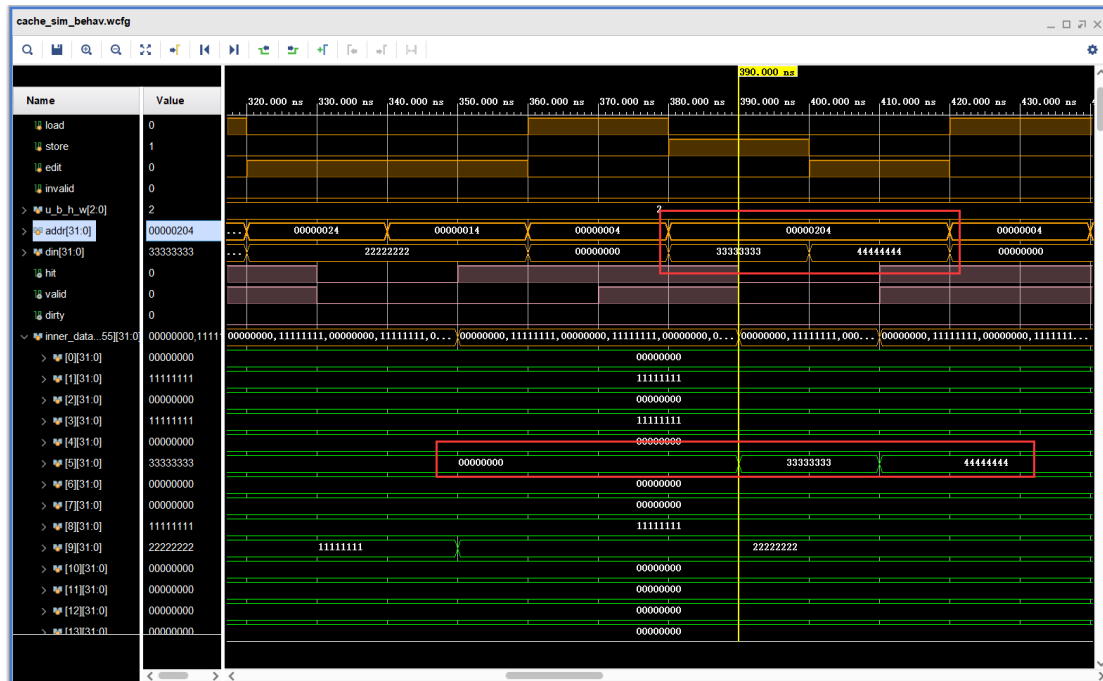 cache_sim_behav.wcfg
390.000 ns
Name Value 320.000 ns 330.000 ns 340.000 ns 350.000 ns 360.000 ns 370.000 ns 380.000 ns 390.000 ns 400.000 ns 410.000 ns 420.000 ns 430.000 ns
load 0
store 1
edit 0
invalid 0
u_b_h_w[2:0] 2 2
addr[31:0] 00000204 ... 00000024 00000014 00000004 00000204 00000004
din[31:0] 33333333 ... 22222222 00000000 33333333 44444444 00000000
hit 0
valid 0
dirty 0
inner_data...55][31:0] 00000000,1111 00000000,11111111,00000000,11111111,0... 00000000,11111111,00000000,11111111,00000000,0... 00000000,11111111,000... 00000000,11111111,00000000,1111111...
[0][31:0] 00000000 00000000
[1][31:0] 11111111 11111111
[2][31:0] 00000000 00000000
[3][31:0] 11111111 11111111
[4][31:0] 00000000 00000000
[5][31:0] 33333333 00000000 33333333 44444444
[6][31:0] 00000000 00000000
[7][31:0] 00000000 00000000
[8][31:0] 11111111 11111111
[9][31:0] 22222222 11111111 22222222
[10][31:0] 00000000 00000000
[11][31:0] 00000000 00000000
[12][31:0] 00000000 00000000
[13][31:0] 00000000 00000000